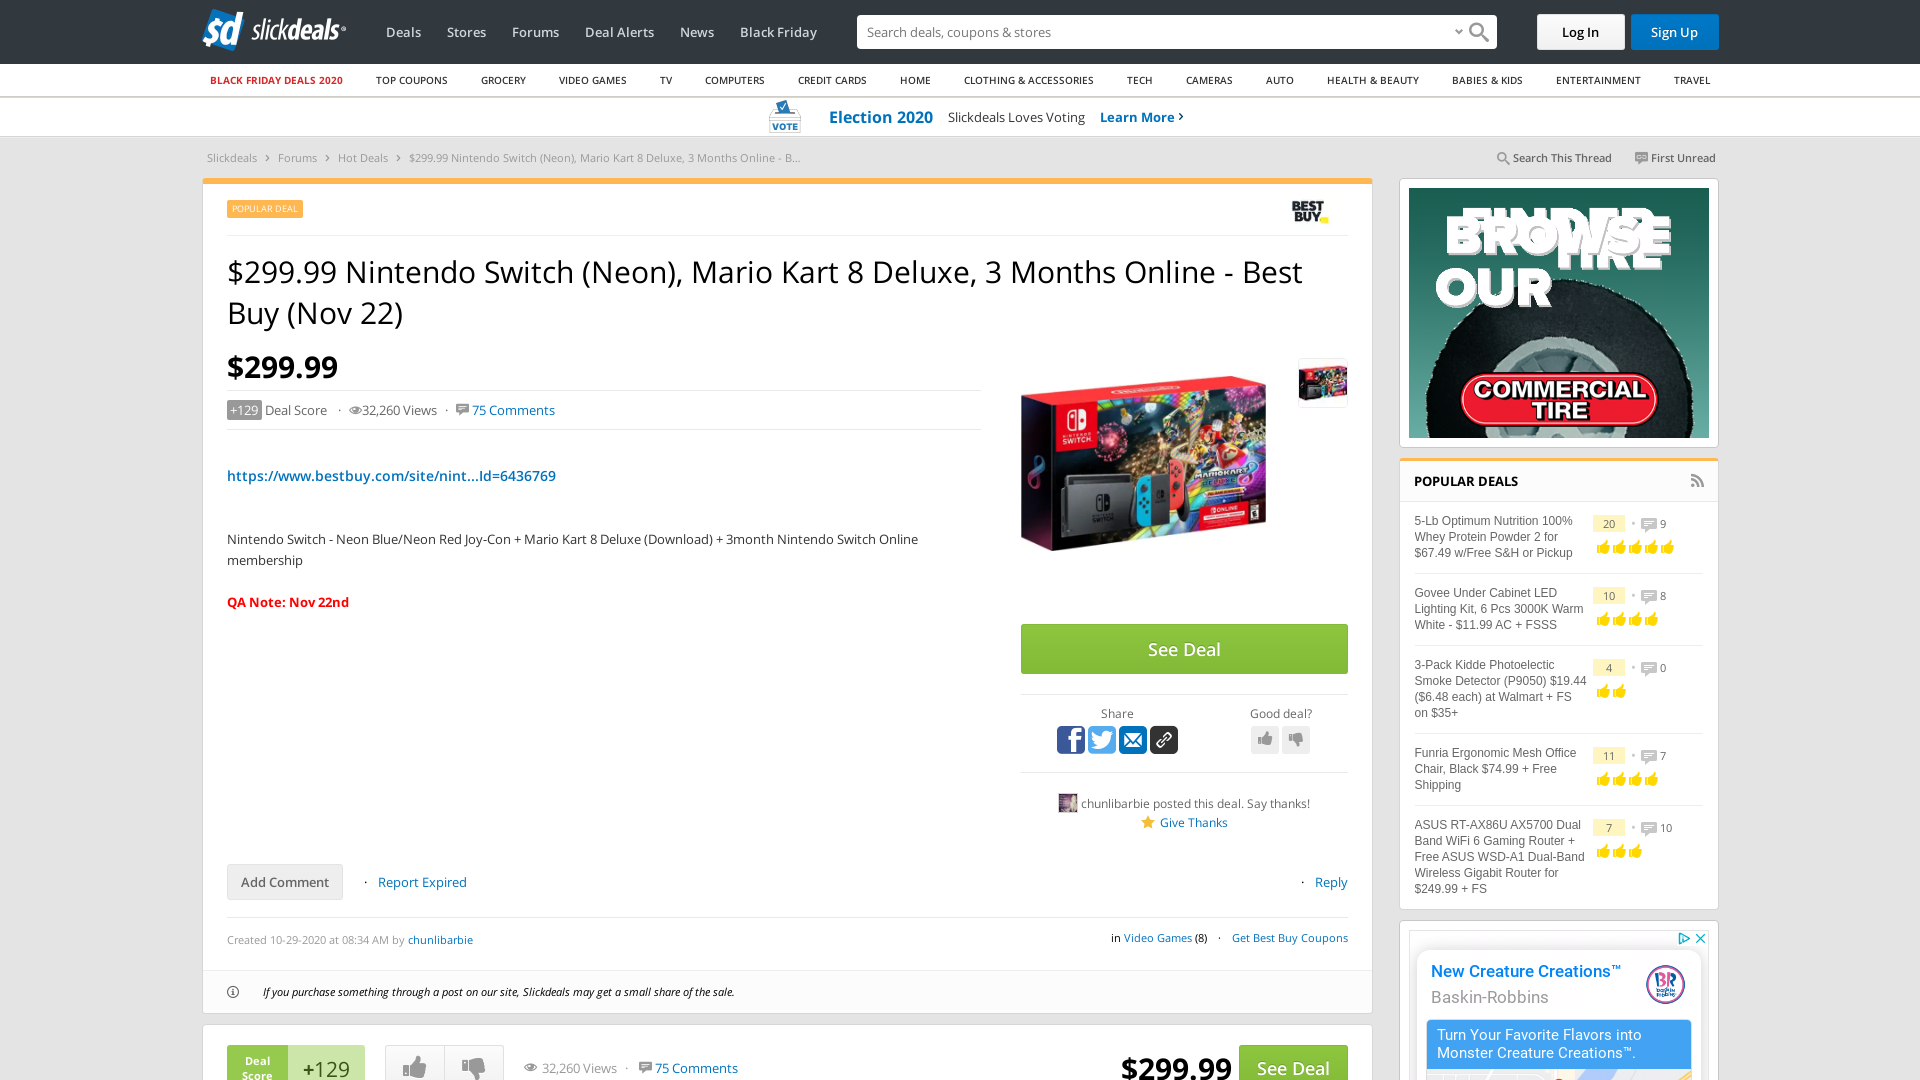 slickdeals
Deals
Stores
Forums
Deal Alerts
News
Black Friday
Search deals, coupons & scores
Log In
Sign Up
BLACK FRIDAY DEALS 2020
TOP COUPONS
GROCERY
VIDEO GAMES
TV
COMPUTERS
CREDIT CARDS
HOME
CLOTHING & ACCESSORIES
TECH
CAMERAS
AUTO
HEALTH & BEAUTY
BABIES & KIDS
ENTERTAINMENT
TRAVEL
VOTE
Election 2020 Slickdeals Loves Voting Learn More
Slickdeals > Forums > Hot Deals > $299.99 Nintendo Switch (Neon), Mario Kart 8 Deluxe, 3 Months Online - B...
Search This Thread
First Unread
POPULAR DEAL
BEST
BUY
$299.99 Nintendo Switch (Neon), Mario Kart 8 Deluxe, 3 Months Online - Best
Buy (Nov 22)
$299.99
+129 Deal Score · 32,260 Views · 75 Comments
https://www.bestbuy.com/site/nint...Id=6436769
Nintendo Switch - Neon Blue/Neon Red Joy-Con + Mario Kart 8 Deluxe (Download) + 3month Nintendo Switch Online
membership
QA Note: Nov 22nd
See Deal
Share
Good deal?
chunlibarbie posted this deal. Say thanks!
Give Thanks
Add Comment
· Report Expired
· Reply
Created 10-29-2020 at 08:34 AM by chunlibarbie
in Video Games (8) · Get Best Buy Coupons
If you purchase something through a post on our site, Slickdeals may get a small share of the sale.
Deal
Score
+129
32,260 Views · 75 Comments
$299.99
See Deal
BROWSE
OUR
COMMERCIAL
TIRE
POPULAR DEALS
5-Lb Optimum Nutrition 100%
Whey Protein Powder 2 for
$67.49 w/Free S&H or Pickup
20 · 9
Govee Under Cabinet LED
Lighting Kit, 6 Pcs 3000K Warm
White - $11.99 AC + FSSS
10 · 8
3-Pack Kidde Photoelectic
Smoke Detector (P9050) $19.44
($6.48 each) at Walmart + FS
on $35+
4 · 0
Funria Ergonomic Mesh Office
Chair, Black $74.99 + Free
Shipping
11 · 7
ASUS RT-AX86U AX5700 Dual
Band WiFi 6 Gaming Router +
Free ASUS WSD-A1 Dual-Band
Wireless Gigabit Router for
$249.99 + FS
7 · 10
New Creature Creations™
Baskin-Robbins
BR
Turn Your Favorite Flavors into
Monster Creature Creations™.